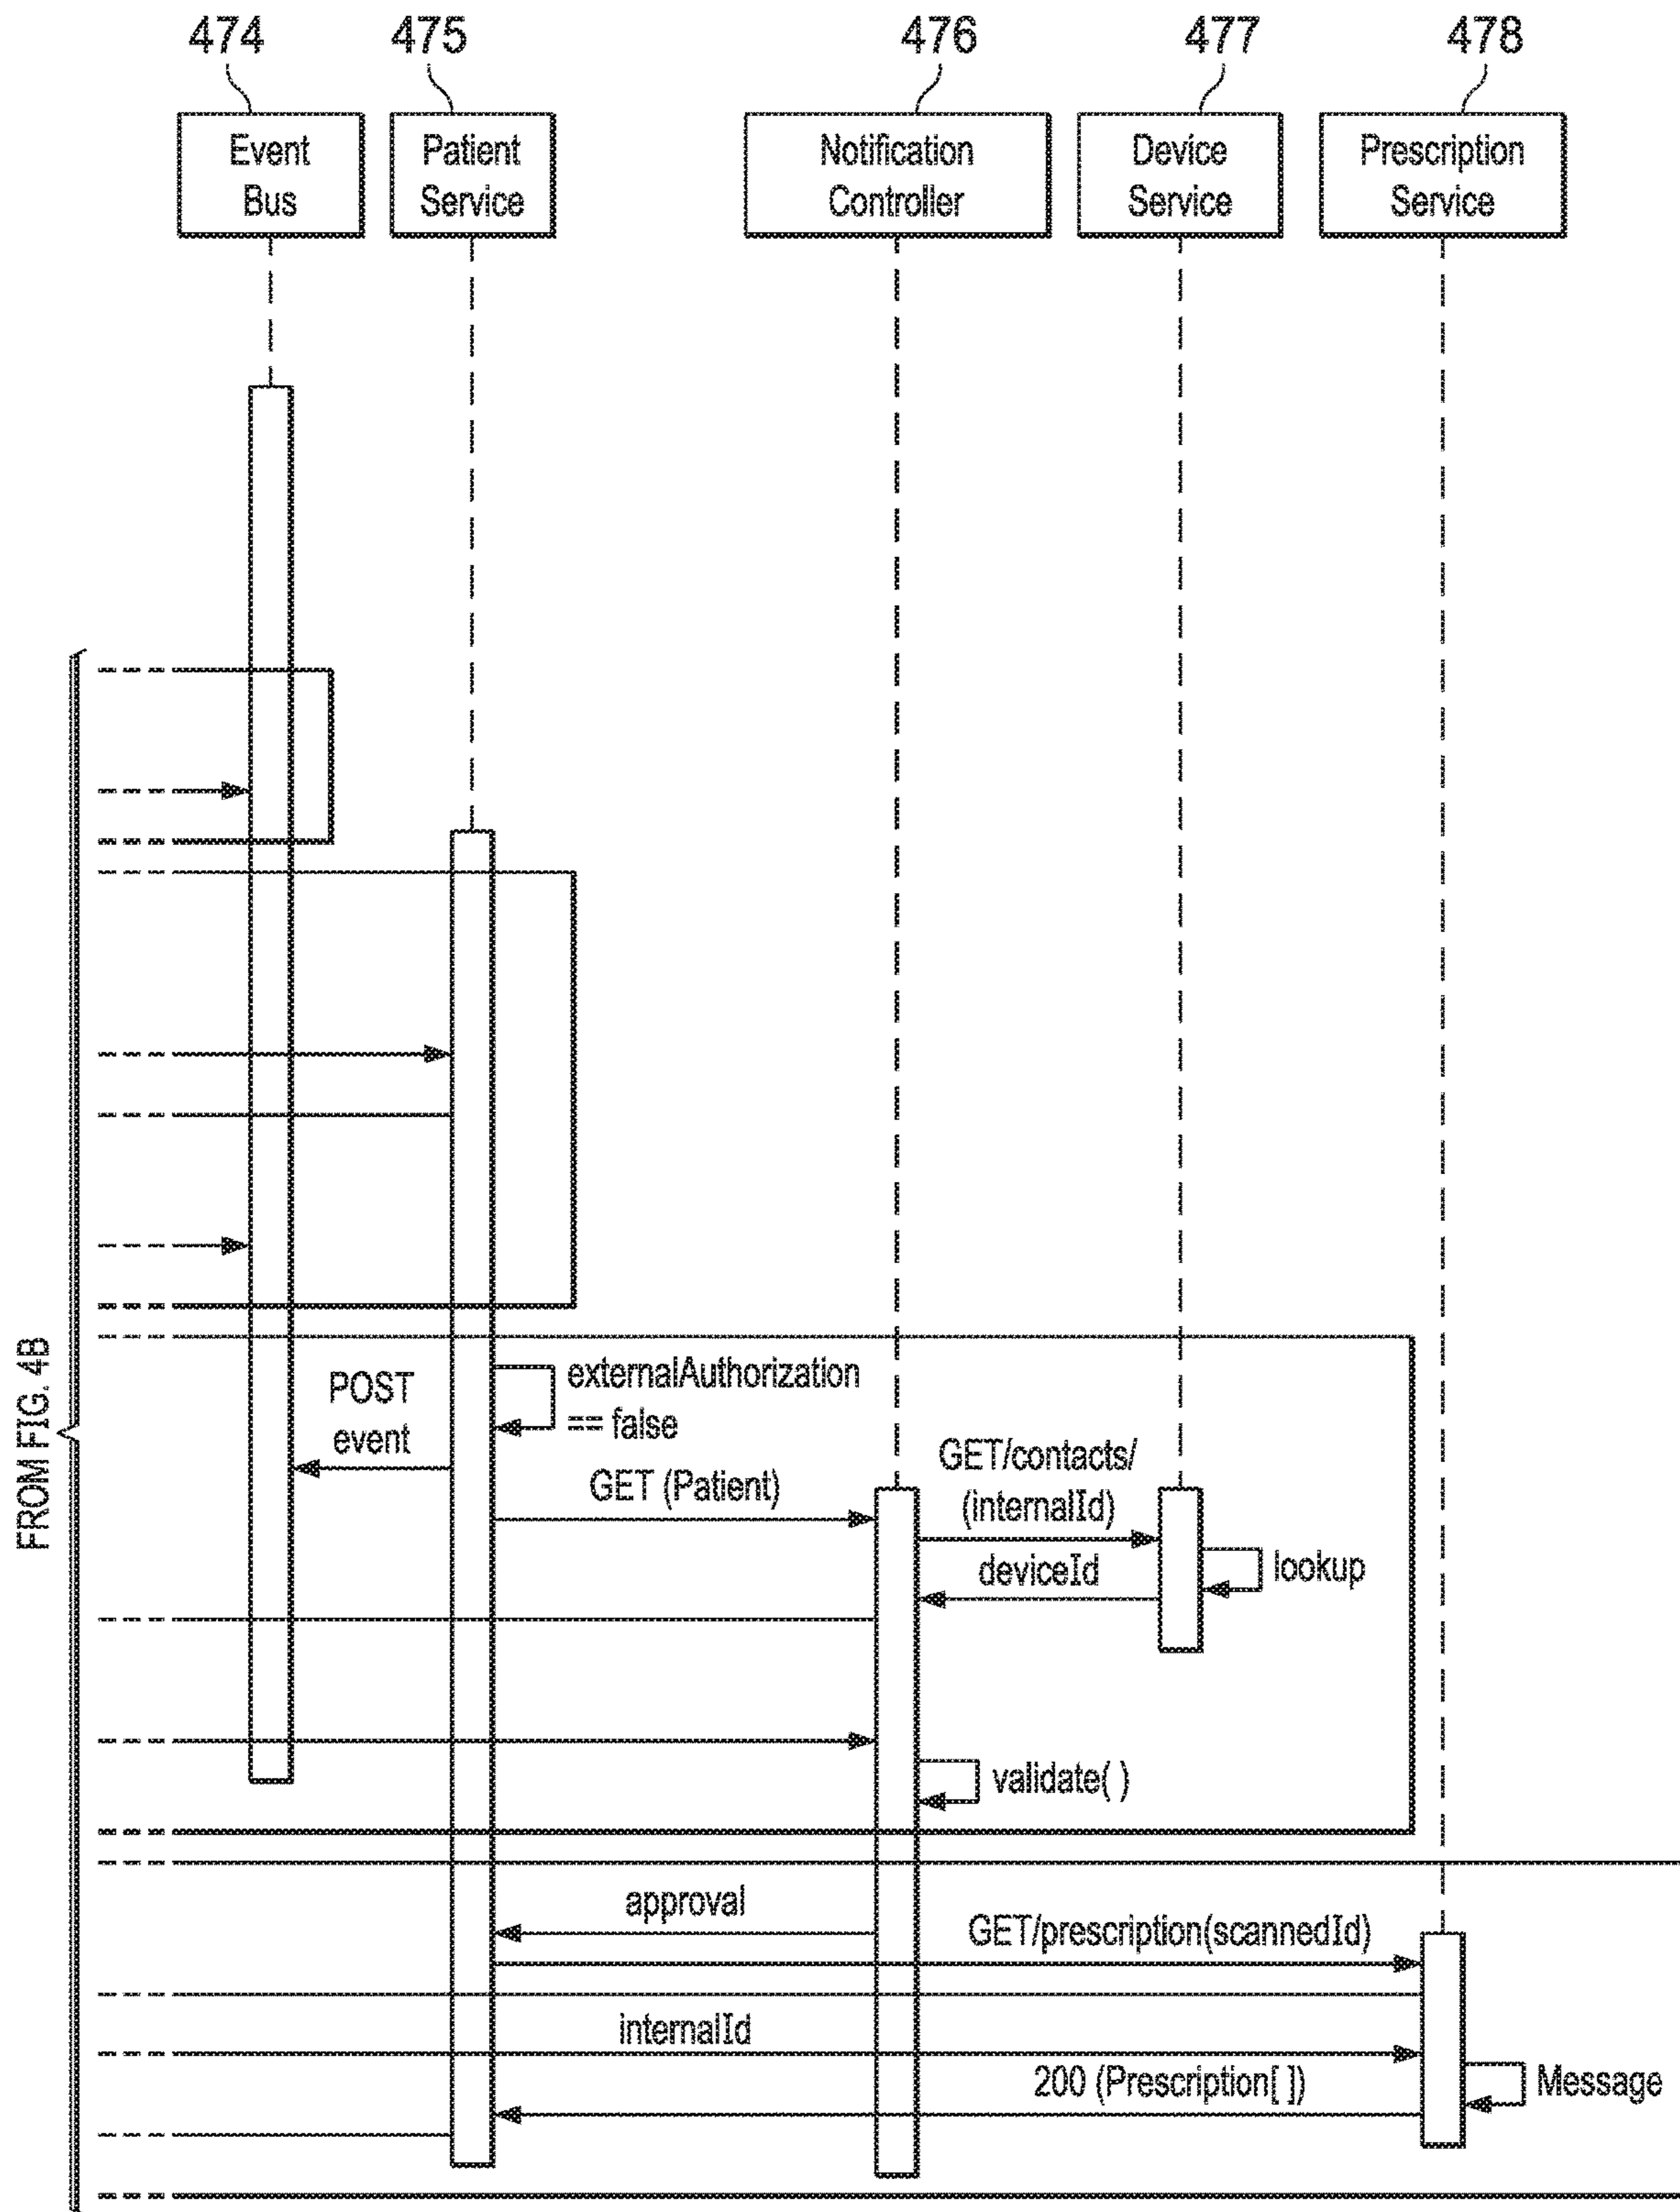 474
475
476
477
478
Event
Bus
Patient
Service
Notification
Controller
Device
Service
Prescription
Service
FROM FIG. 4B
externalAuthorization
== false
POST
event
GET (Patient)
GET/contacts/
(internalId)
lookup
deviceId
validate( )
approval
GET/prescription(scannedId)
internalId
200 (Prescription[ ])
Message